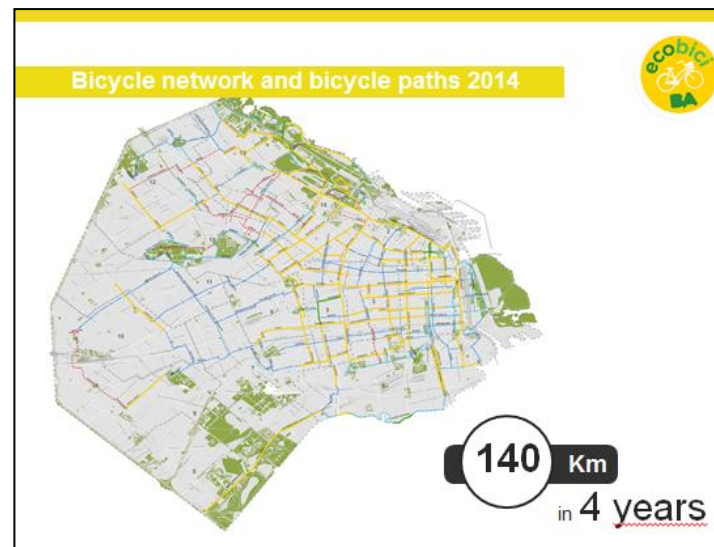 Bicycle network and bicycle paths 2014
ecobici
BA
140 Km
in 4 years